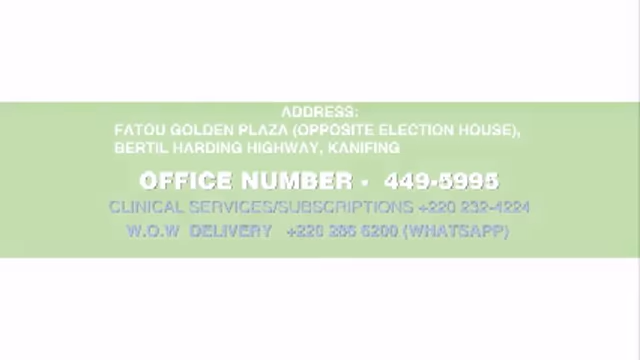 ADDRESS:
FATOU GOLDEN PLAZA (OPPOSITE ELECTION HOUSE),
BERTIL HARDING HIGHWAY, KANIFING
OFFICE NUMBER - 449-5995
CLINICAL SERVICES/SUBSCRIPTIONS +220 232-4224
W.O.W DELIVERY +220 6200 (WHATSAPP)